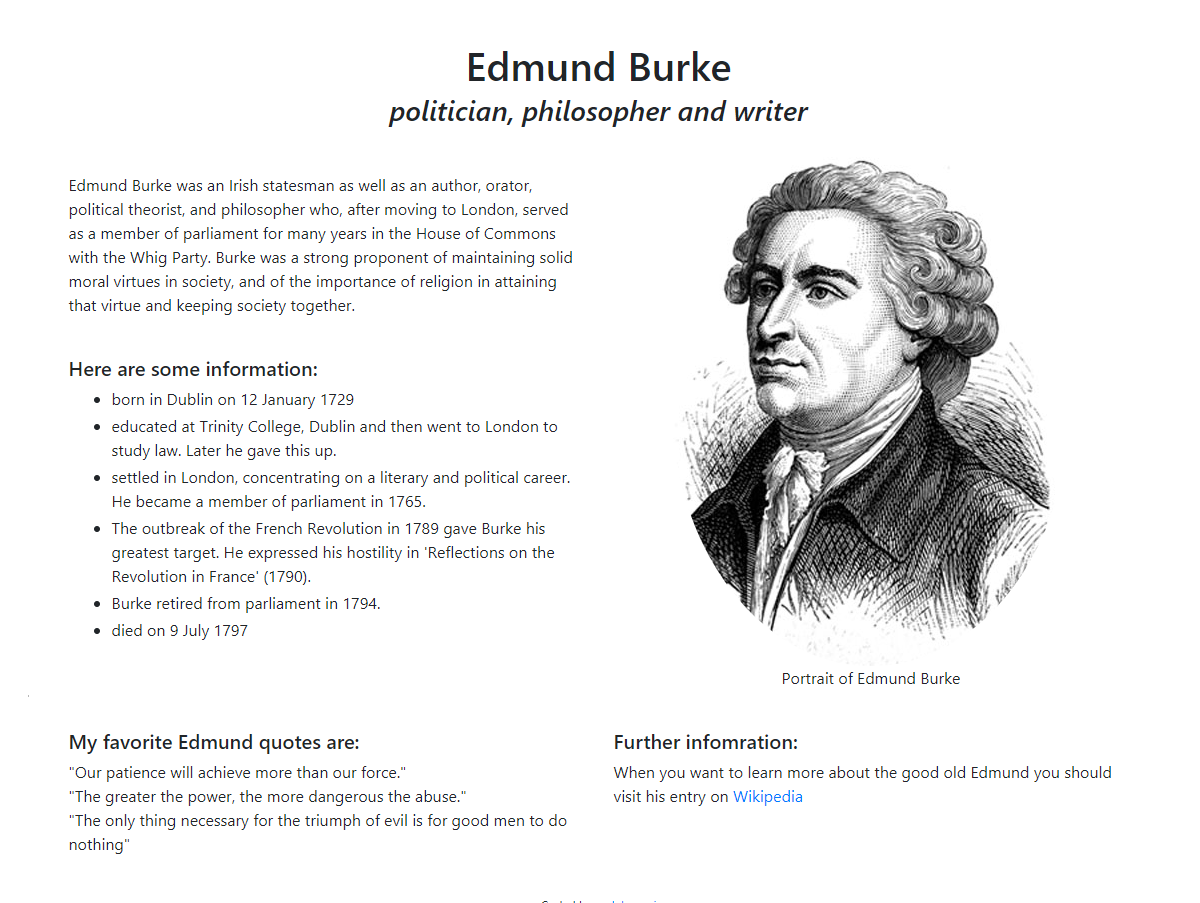 Edmund Burke
politician, philosopher and writer
Edmund Burke was an Irish statesman as well as an author, orator,
political theorist, and philosopher who, after moving to London, served
as a member of parliament for many years in the House of Commons
with the Whig Party. Burke was a strong proponent of maintaining solid
moral virtues in society, and of the importance of religion in attaining
that virtue and keeping society together.
Here are some information:
• born in Dublin on 12 January 1729
• educated at Trinity College, Dublin and then went to London to
study law. Later he gave this up.
• settled in London, concentrating on a literary and political career.
He became a member of parliament in 1765.
• The outbreak of the French Revolution in 1789 gave Burke his
greatest target. He expressed his hostility in 'Reflections on the
Revolution in France' (1790).
• Burke retired from parliament in 1794.
• died on 9 July 1797
Portrait of Edmund Burke
My favorite Edmund quotes are:
"Our patience will achieve more than our force."
"The greater the power, the more dangerous the abuse."
"The only thing necessary for the triumph of evil is for good men to do
nothing"
Further infomration:
When you want to learn more about the good old Edmund you should
visit his entry on Wikipedia